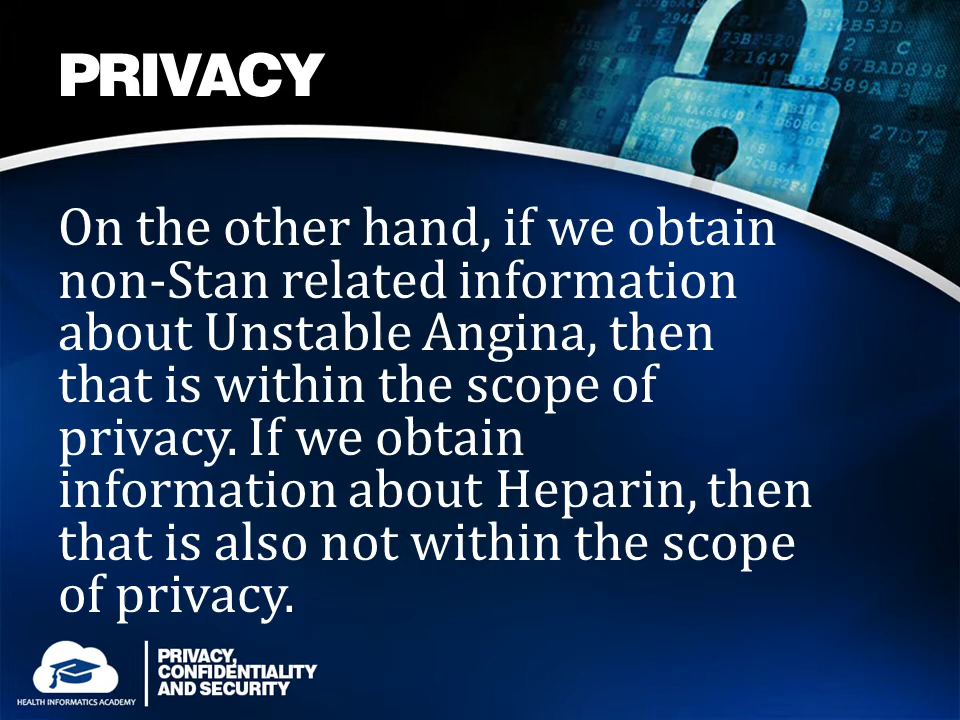 PRIVACY
On the other hand, if we obtain
non-Stan related information
about Unstable Angina, then
that is within the scope of
privacy. If we obtain
information about Heparin, then
that is also not within the scope
of privacy.
HEALTH INFORMATICS ACADEMY
PRIVACY,
CONFIDENTIALITY
AND SECURITY